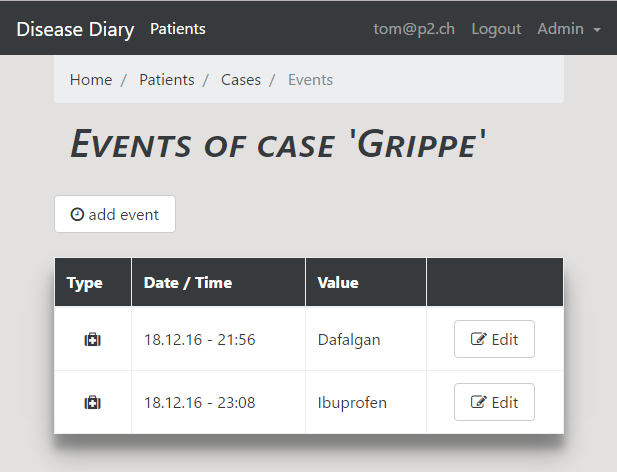 Disease Diary Patients tom@p2.ch Logout Admin
Home / Patients / Cases / Events
Events of case 'Grippe'
add event
Type Date / Time Value
18.12.16 - 21:56 Dafalgan Edit
18.12.16 - 23:08 Ibuprofen Edit